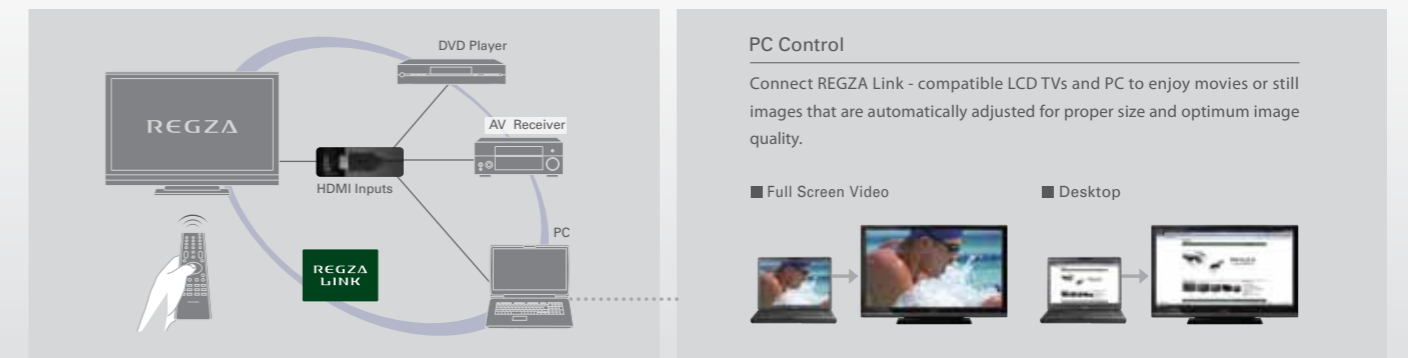 DVD Player
REGZA
AV Receiver
HDMI Inputs
PC
REGZA
LINK
PC Control
Connect REGZA Link - compatible LCD TVs and PC to enjoy movies or still
images that are automatically adjusted for proper size and optimum image
quality.
■ Full Screen Video
■ Desktop
REGZA